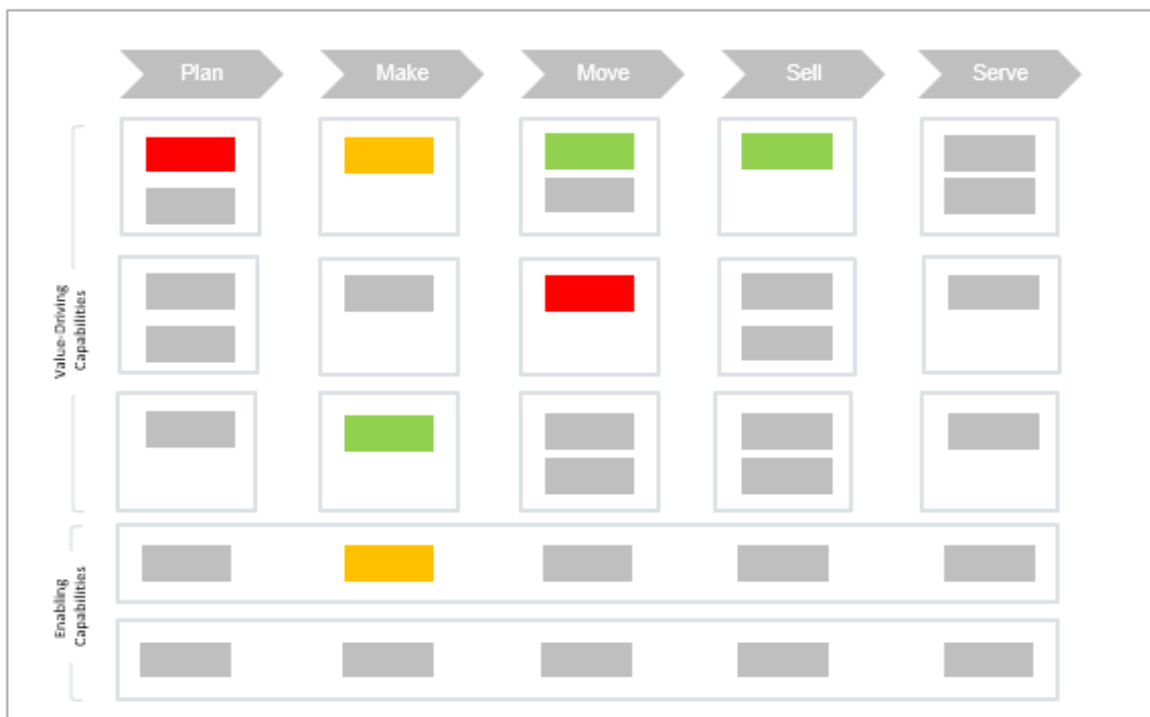 Plan
Make
Move
Sell
Serve
Value-Driving
Capabilities
Enabling
Capabilities